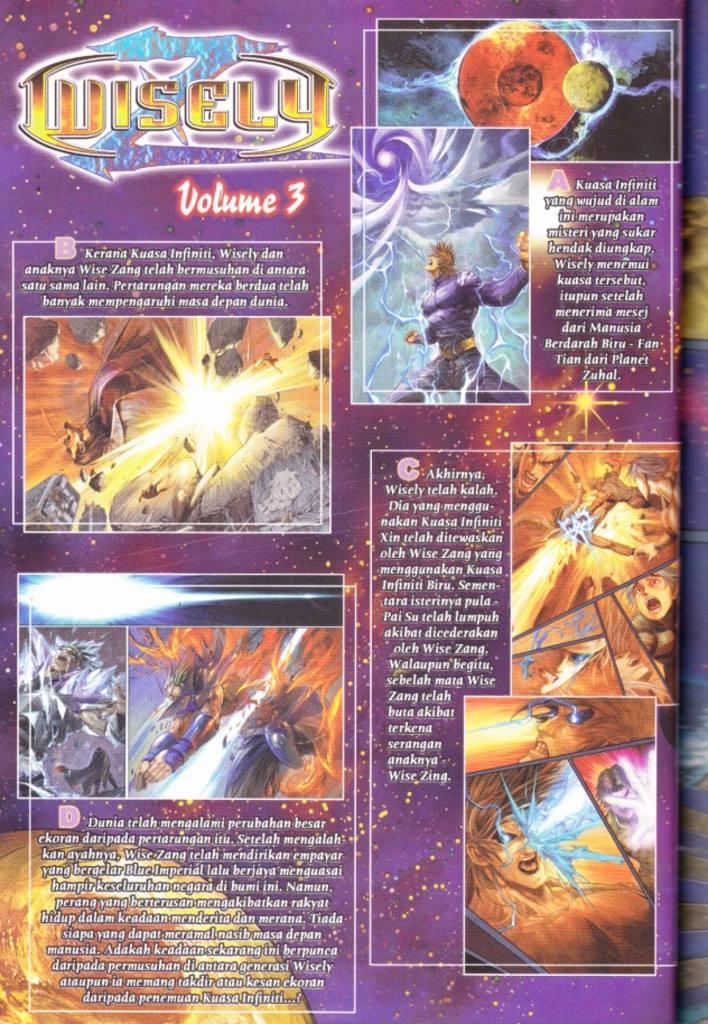 WISELY
Volume 3
A Kuasa Infiniti
yang wujud di alam
ini merupakan
misteri yang sukar
hendak diungkap.
Wisely menemui
kuasa tersebut,
itupun setelah
menerima mesej
dari Manusia
Berdarah Biru - Fan
Tian dari Planet
Zuhal.
B Kerana Kuasa Infiniti, Wisely dan
anaknya Wise Zang telah bermusuhan di antara
satu sama lain. Pertarungan mereka berdua telah
banyak mempengaruhi masa depan dunia.
C Akhirnya,
Wisely telah kalah.
Dia yang menggu-
nakan Kuasa Infiniti
Xin telah ditewaskan
oleh Wise Zang yang
menggunakan Kuasa
Infiniti Biru. Semen-
tara isterinya pula -
Pai Su telah lumpuh
akibat dicederakan
oleh Wise Zang.
Walaupun begitu,
sebelah mata Wise
Zang telah
buta akibat
terkena
serangan
anaknya -
Wise Zing.
D Dunia telah mengalami perubahan besar
ekoran daripada pertarungan itu. Setelah mengalah-
kan ayahnya, Wise Zang telah mendirikan empayar
yang bergelar Blue Imperial lalu berjaya menguasai
hampir keseluruhan negara di bumi ini. Namun,
perang yang berterusan mengakibatkan rakyat
hidup dalam keadaan menderita dan merana. Tiada
siapa yang dapat meramal nasib masa depan
manusia. Adakah keadaan sekarang ini berpunca
daripada permusuhan di antara generasi Wisely
ataupun ia memang takdir atau kesan ekoran
daripada penemuan Kuasa Infiniti...?